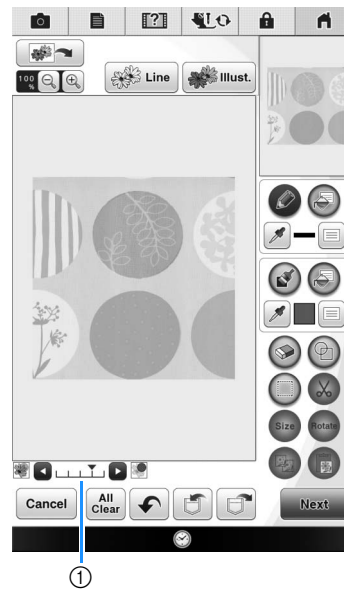 100 %
Line
Illust.
Size
Rotate
Cancel
All Clear
Next
①